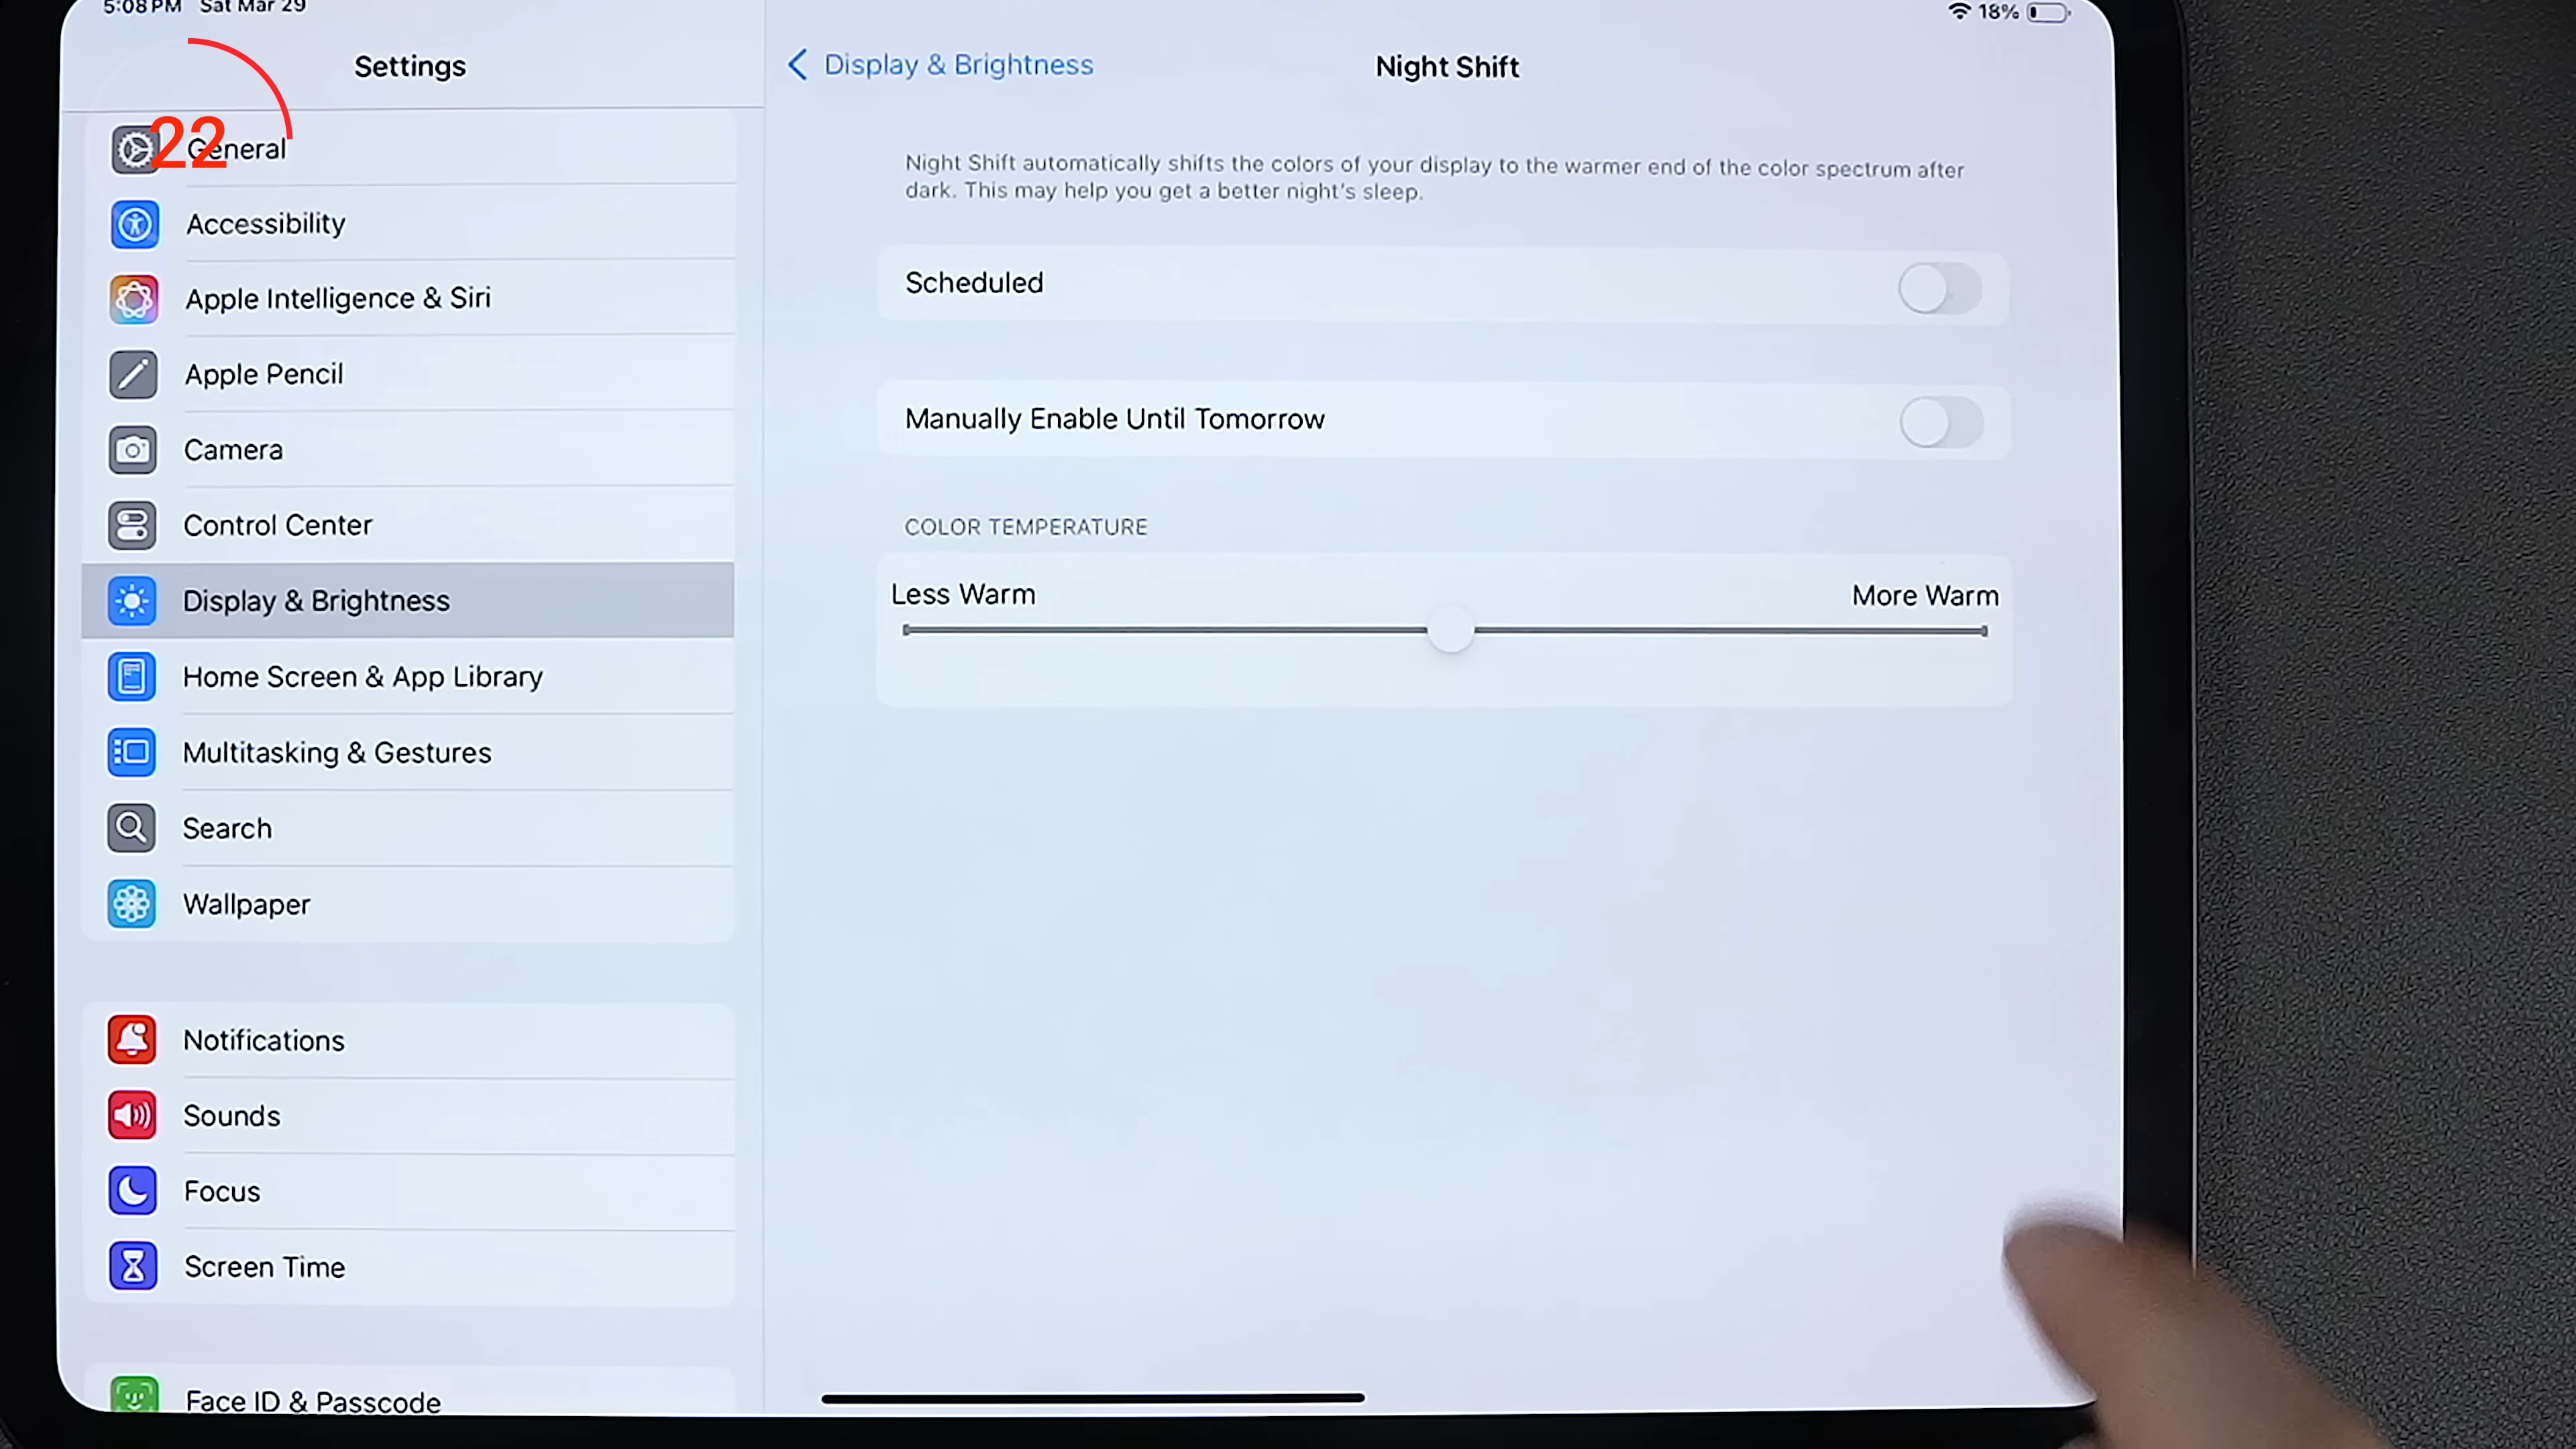 5:08 PM Sat Mar 29
18%
Settings
22
General
Accessibility
Apple Intelligence & Siri
Apple Pencil
Camera
Control Center
Display & Brightness
Home Screen & App Library
Multitasking & Gestures
Search
Wallpaper
Notifications
Sounds
Focus
Screen Time
Face ID & Passcode
Display & Brightness
Night Shift
Night Shift automatically shifts the colors of your display to the warmer end of the color spectrum after
dark. This may help you get a better night's sleep.
Scheduled
Manually Enable Until Tomorrow
COLOR TEMPERATURE
Less Warm More Warm